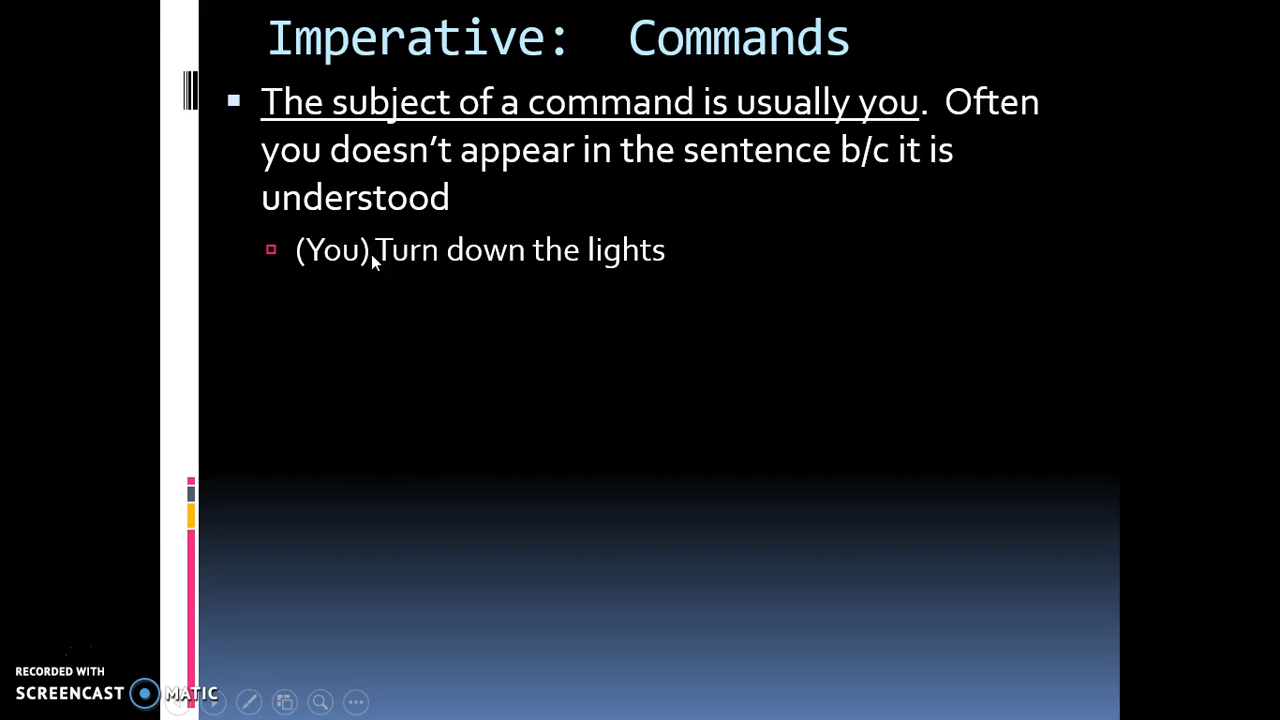 Imperative: Commands
The subject of a command is usually you. Often
you doesn’t appear in the sentence b/c it is
understood
(You) Turn down the lights
RECORDED WITH
SCREENCAST MATIC